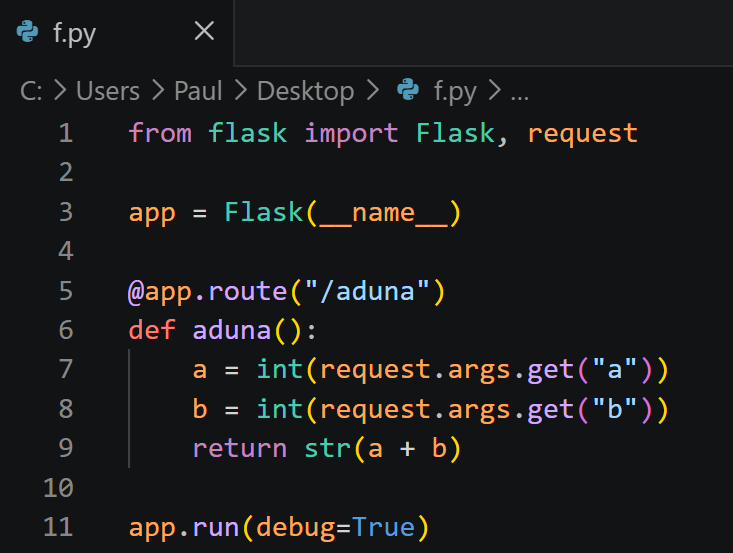 f.py
C: > Users > Paul > Desktop > f.py > ...
1 from flask import Flask, request
2
3 app = Flask(__name__)
4
5 @app.route("/aduna")
6 def aduna():
7     a = int(request.args.get("a"))
8     b = int(request.args.get("b"))
9     return str(a + b)
10
11 app.run(debug=True)